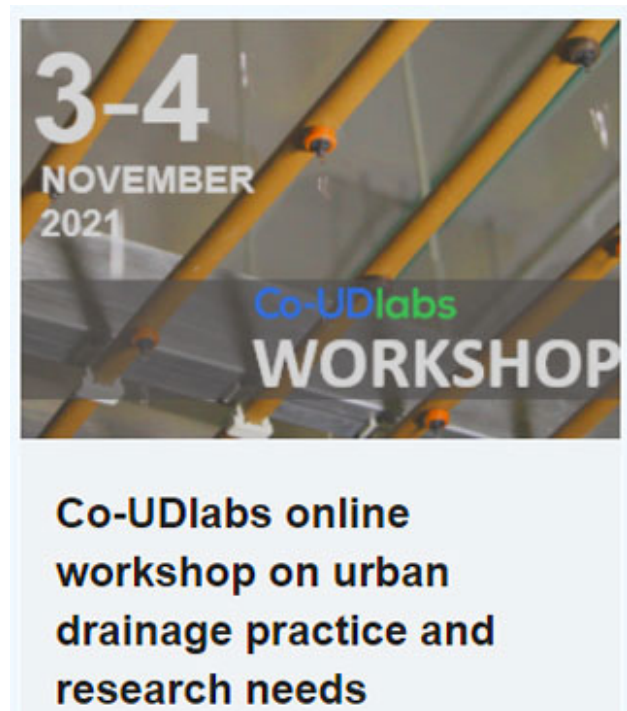 3-4
NOVEMBER
2021
Co-UDlabs
WORKSHOP
Co-UDlabs online
workshop on urban
drainage practice and
research needs